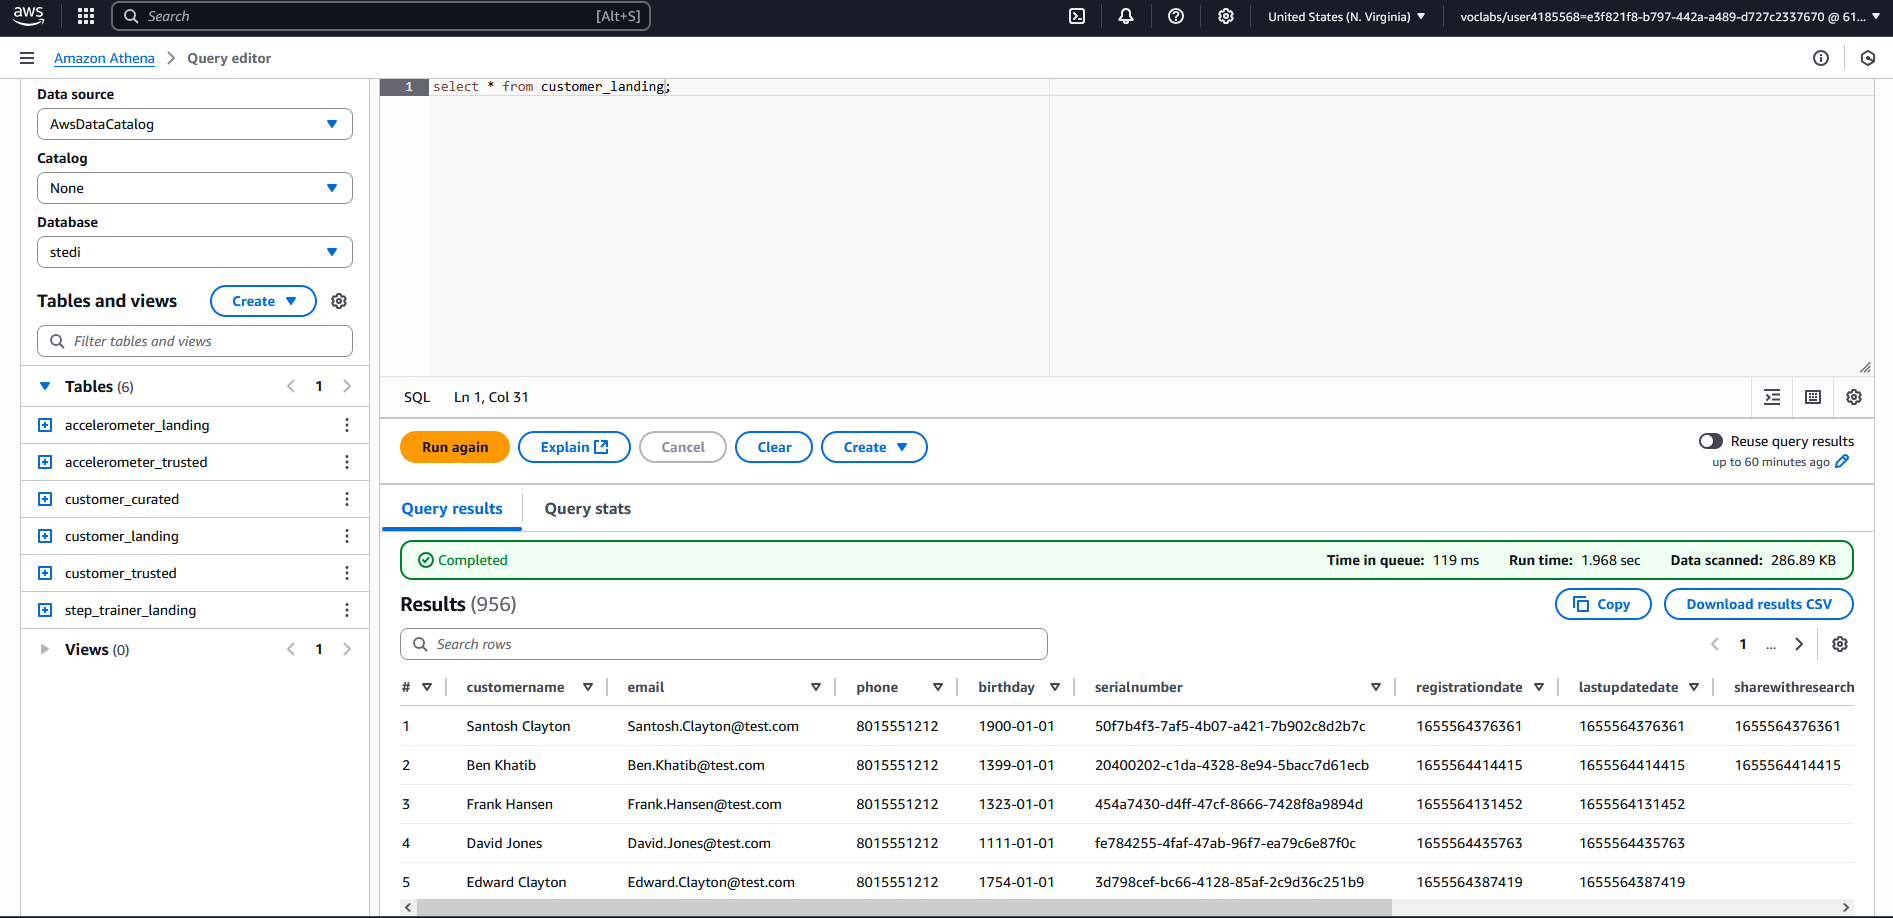 aws
Search [Alt+S]
United States (N. Virginia)
voclabs/user4185568=e3f821f8-b797-442a-a489-d727c2337670 @ 61...
Amazon Athena Query editor
Data source
AwsDataCatalog
Catalog
None
Database
stedi
Tables and views Create
Filter tables and views
Tables (6) 1
accelerometer_landing
accelerometer_trusted
customer_curated
customer_landing
customer_trusted
step_trainer_landing
Views (0) 1
1 select * from customer_landing;
SQL Ln 1, Col 31
Run again Explain Cancel Clear Create
Reuse query results
up to 60 minutes ago
Query results Query stats
Completed Time in queue: 119 ms Run time: 1.968 sec Data scanned: 286.89 KB
Results (956) Copy Download results CSV
Search rows 1 ...
# customername email phone birthday serialnumber registrationdate lastupdatedate sharewithresearch
1 Santosh Clayton Santosh.Clayton@test.com 8015551212 1900-01-01 50f7b4f3-7af5-4b07-a421-7b902c8d2b7c 1655564376361 1655564376361 1655564376361
2 Ben Khatib Ben.Khatib@test.com 8015551212 1399-01-01 20400202-c1da-4328-8e94-5bacc7d61ecb 1655564414415 1655564414415 1655564414415
3 Frank Hansen Frank.Hansen@test.com 8015551212 1323-01-01 454a7430-d4ff-47cf-8666-7428f8a9894d 1655564131452 1655564131452
4 David Jones David.Jones@test.com 8015551212 1111-01-01 fe784255-4faf-47ab-96f7-ea79c6e87f0c 1655564435763 1655564435763
5 Edward Clayton Edward.Clayton@test.com 8015551212 1754-01-01 3d798cef-bc66-4128-85af-2c9d36c251b9 1655564387419 1655564387419